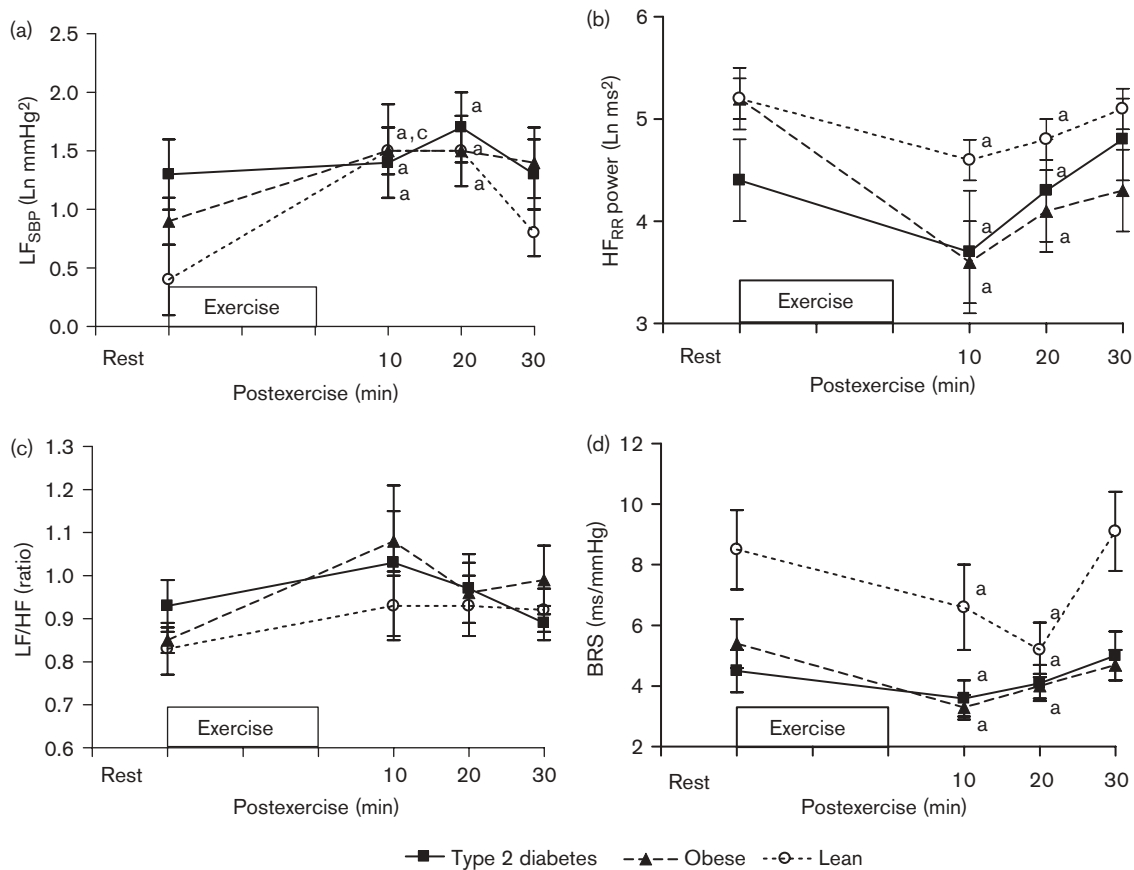 (a)
2.5
2.0
1.5
1.0
0.5
0.0
LFSBP (Ln mmHg2)
a
a,c
a
a
a
a
Exercise
Rest
10
20
30
Postexercise (min)
(b)
6
5
4
3
HFRR power (Ln ms2)
a
a
a
a
a
a
Exercise
Rest
10
20
30
Postexercise (min)
(c)
1.3
1.2
1.1
1.0
0.9
0.8
0.7
0.6
LF/HF (ratio)
Exercise
Rest
10
20
30
Postexercise (min)
(d)
12
10
8
6
4
2
BRS (ms/mmHg)
a
a
a
a
a
a
Exercise
Rest
10
20
30
Postexercise (min)
Type 2 diabetes
Obese
Lean